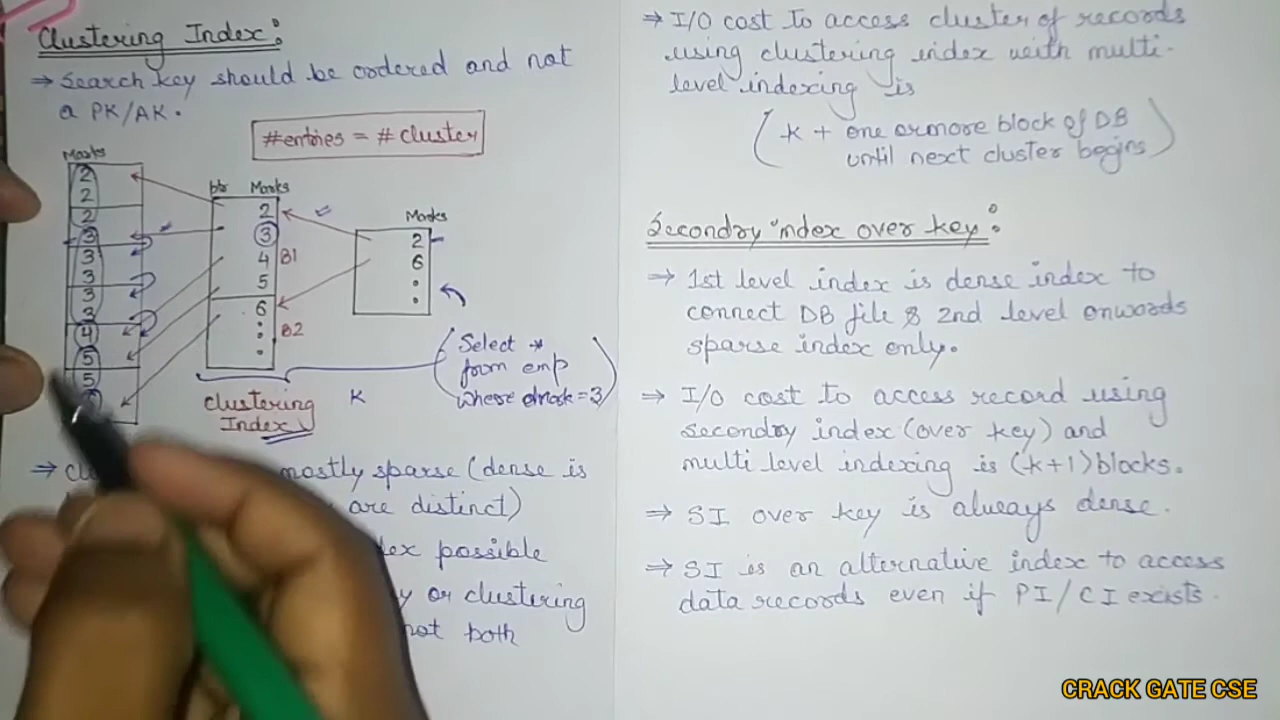 Clustering Index :
⇒ Search key should be ordered and not
a PK/AK.
#entries = # cluster
Marks
2
2
2
3
3
3
3
3
4
5
5
ptr Marks
2
3
4 B1
5
6
: B2
.
Marks
2
6
.
.
Select *
from emp
where dmark = 3
clustering K
Index
⇒ mostly sparse (dense is
are distinct)
possible
or clustering
not both
⇒ I/O cost to access cluster of records
using clustering index with multi-
level indexing is
(k + one or more block of DB
until next cluster begins)
Secondry index over key :
⇒ 1st level index is dense index to
connect DB file & 2nd level onwords
sparse index only.
⇒ I/O cost to access record using
secondry index (over key) and
multi level indexing is (k+1) blocks.
⇒ SI over key is always dense.
⇒ SI is an alternative index to access
data records even if PI / CI exists.
CRACK GATE CSE